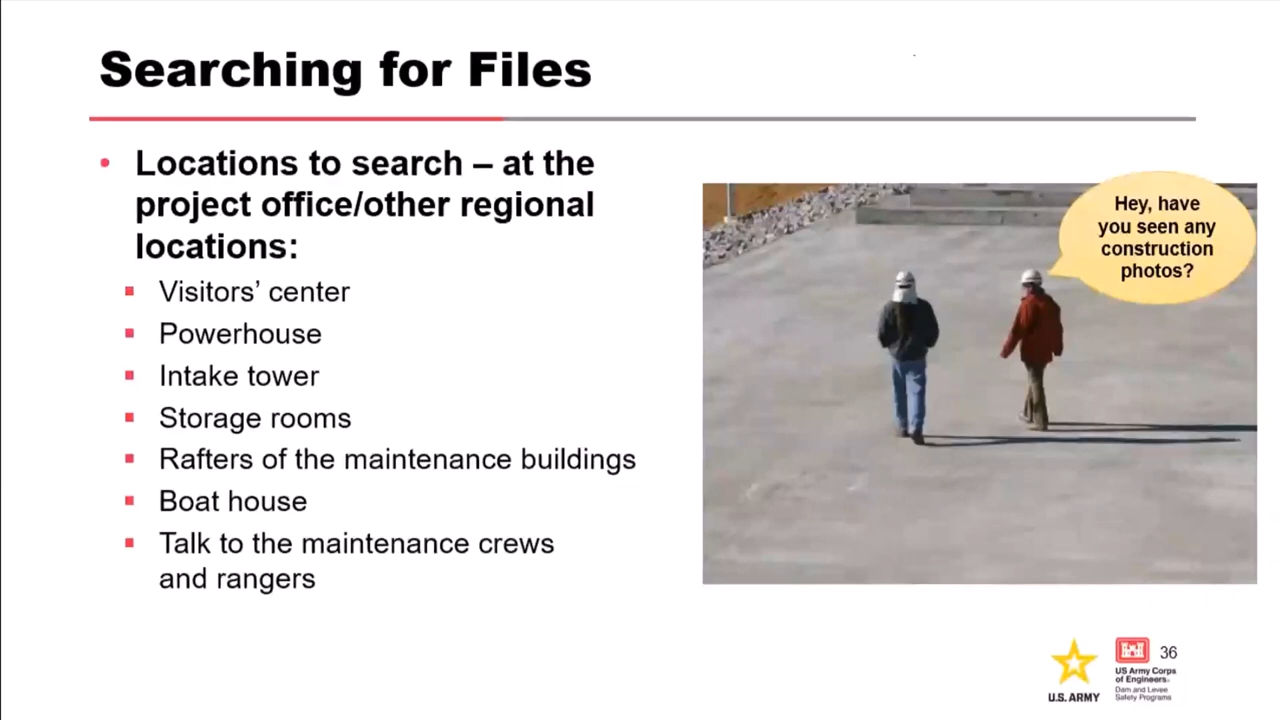 Searching for Files
• Locations to search – at the
project office/other regional
locations:
▪ Visitors’ center
▪ Powerhouse
▪ Intake tower
▪ Storage rooms
▪ Rafters of the maintenance buildings
▪ Boat house
▪ Talk to the maintenance crews
and rangers
Hey, have
you seen any
construction
photos?
U.S. ARMY
US Army Corps
of Engineers®
Dam and Levee
Safety Programs
36